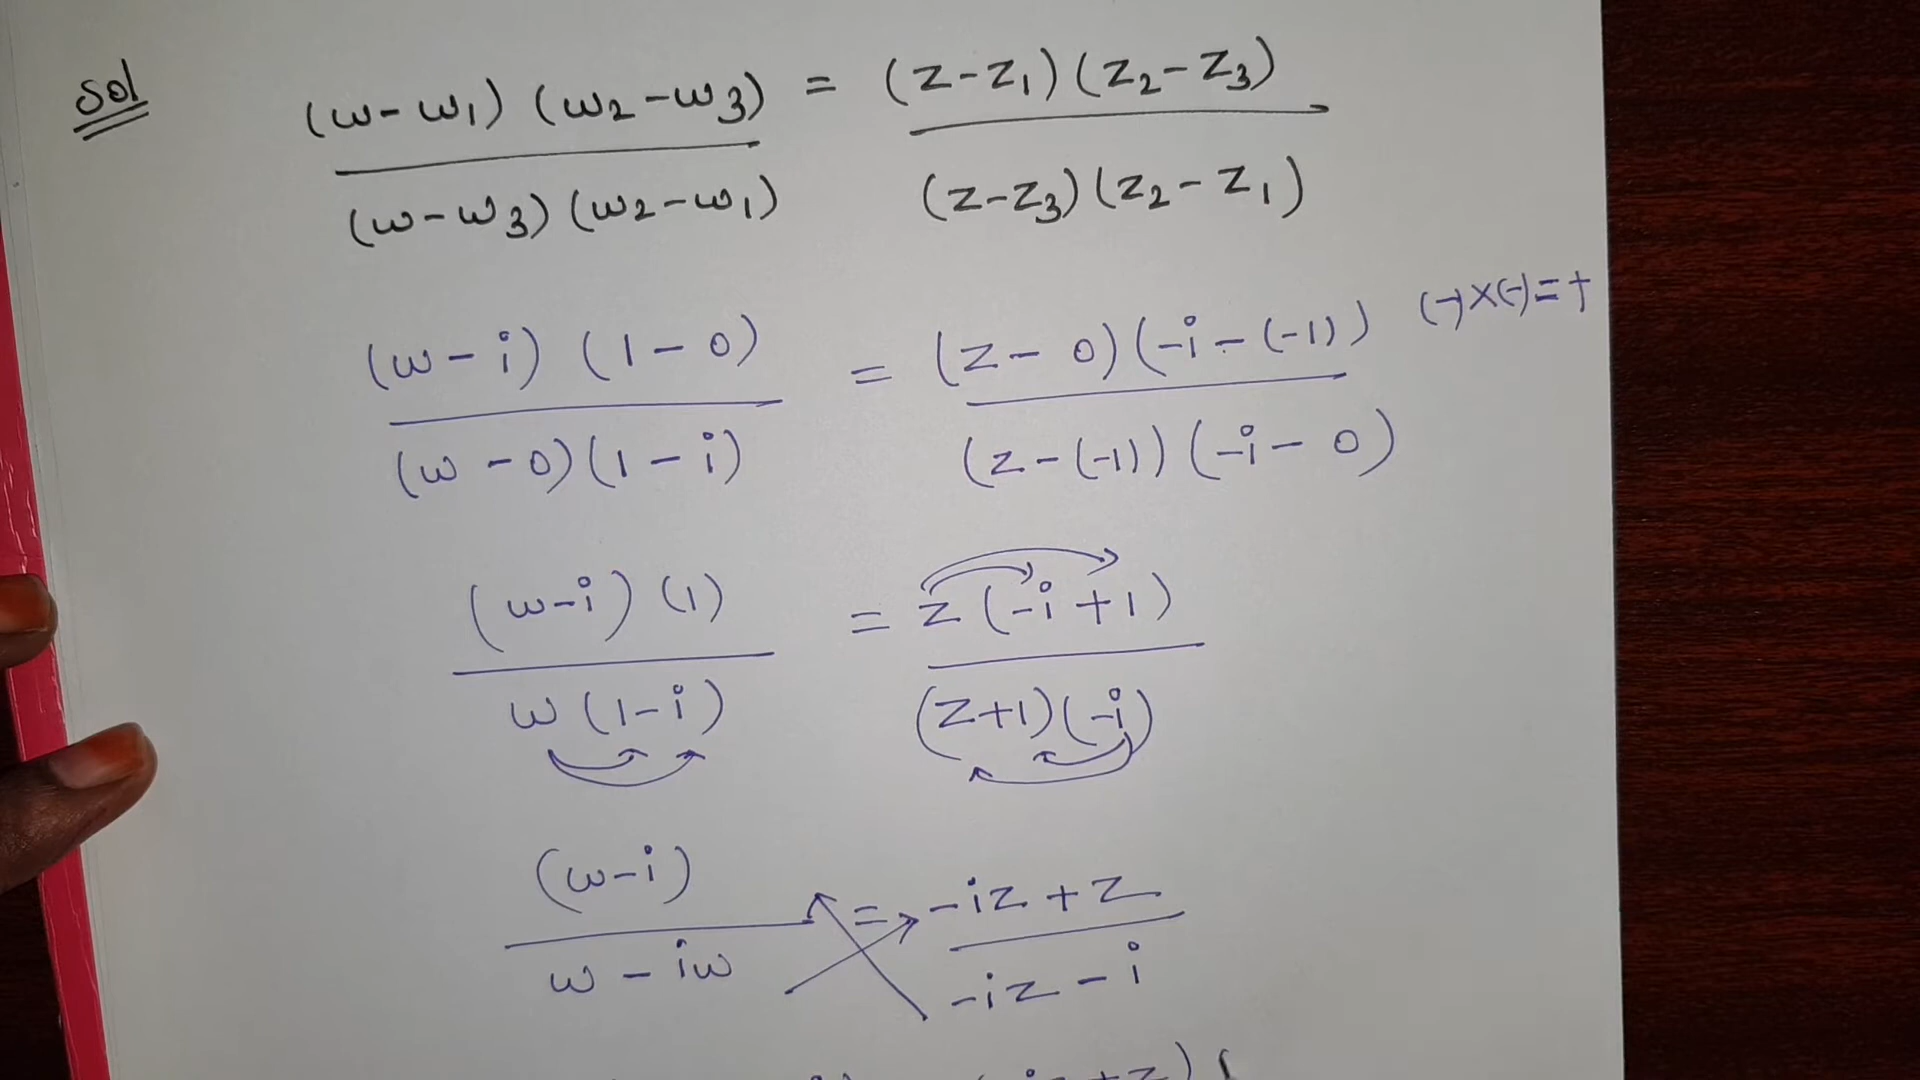 Sol
(w-w₁) (w₂-w₃) = (z-z₁)(z₂-z₃)
(w-w₃)(w₂-w₁) (z-z₃)(z₂-z₁)
(-)×(-)=+
(w-i) (1-0) = (z-0)(-i-(-1))
(w-0)(1-i) (z-(-1))(-i-0)
(w-i) (1) = z(-i+1)
w(1-i) (z+1)(-i)
(w-i) = -iz+z
w-iw -iz-i